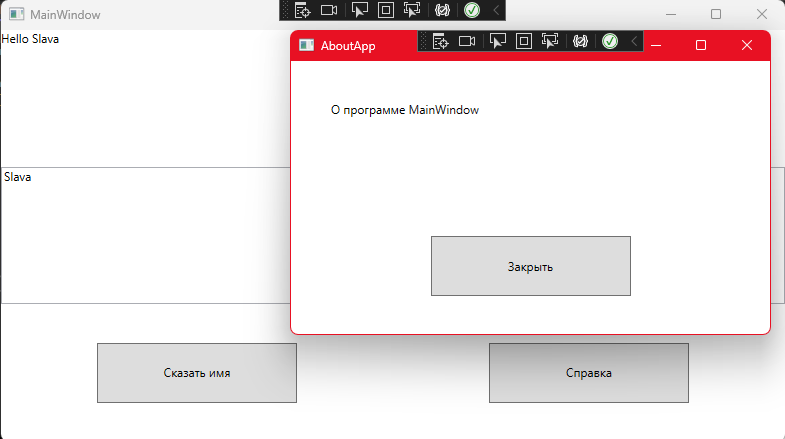 MainWindow
Hello Slava
AboutApp
О программе MainWindow
Slava
Закрыть
Сказать имя
Справка